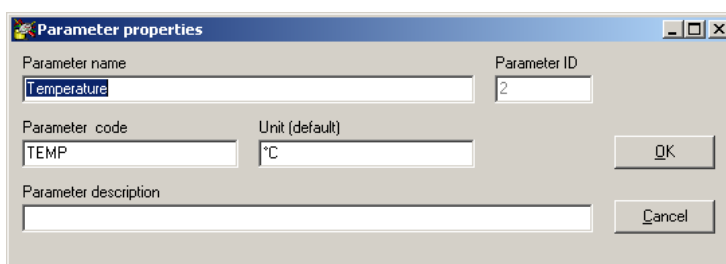 Parameter properties
Parameter name
Parameter ID
Temperature
2
Parameter code
Unit (default)
TEMP
°C
OK
Parameter description
Cancel